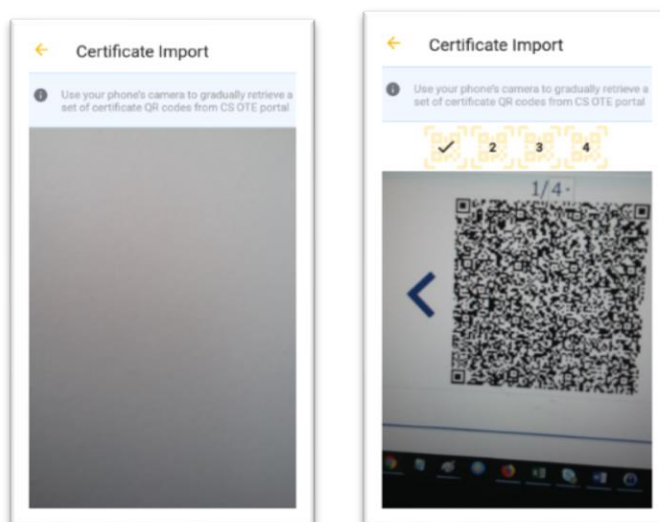 Certificate Import
Use your phone's camera to gradually retrieve a
set of certificate QR codes from CS OTE portal
Certificate Import
Use your phone's camera to gradually retrieve a
set of certificate QR codes from CS OTE portal
2 3 4
1/4